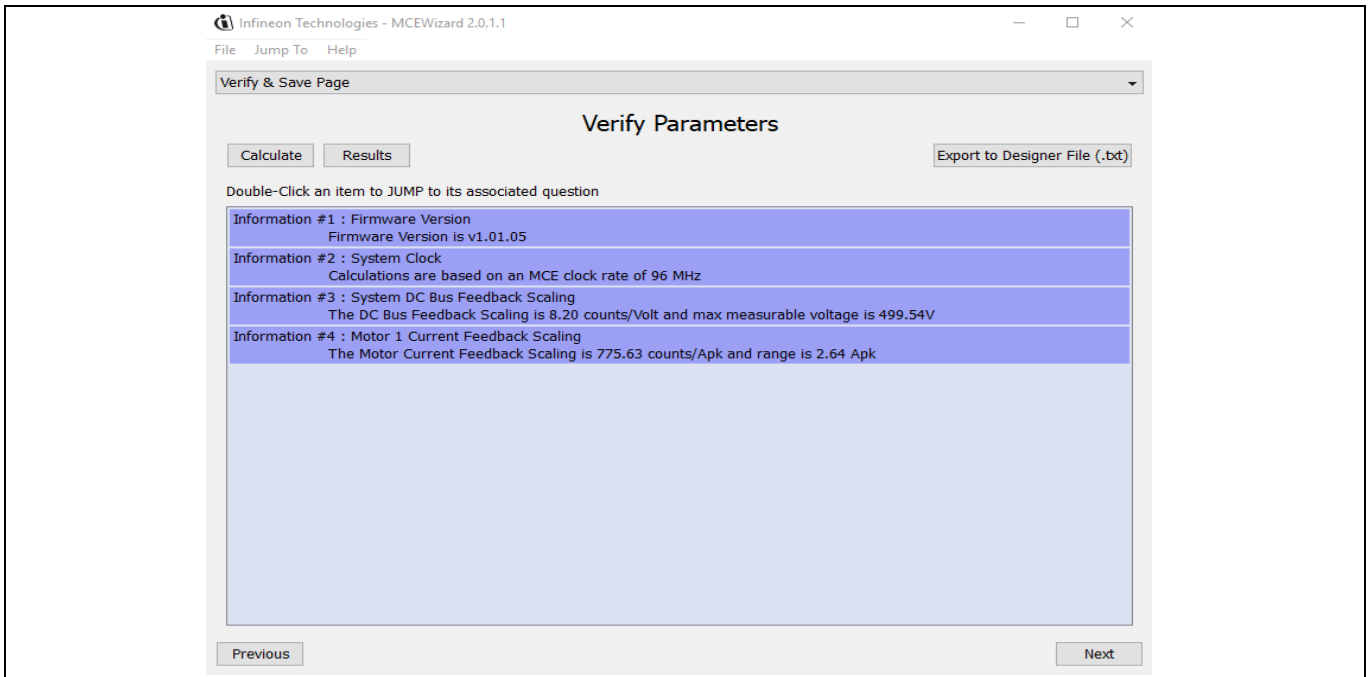 Infineon Technologies - MCEWizard 2.0.1.1
File Jump To Help
Verify & Save Page
Verify Parameters
Calculate Results Export to Designer File (.txt)
Double-Click an item to JUMP to its associated question
Information #1 : Firmware Version
Firmware Version is v1.01.05
Information #2 : System Clock
Calculations are based on an MCE clock rate of 96 MHz
Information #3 : System DC Bus Feedback Scaling
The DC Bus Feedback Scaling is 8.20 counts/Volt and max measurable voltage is 499.54V
Information #4 : Motor 1 Current Feedback Scaling
The Motor Current Feedback Scaling is 775.63 counts/Apk and range is 2.64 Apk
Previous Next